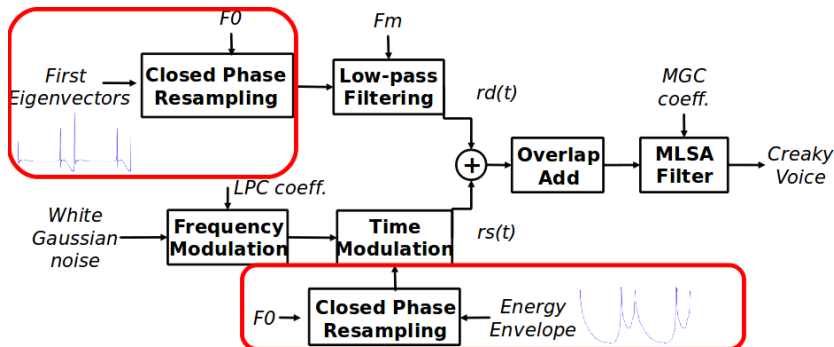 F0
Fm
First
Eigenvectors
Closed Phase
Resampling
Low-pass
Filtering
rd(t)
MGC
coeff.
+
Overlap
Add
MLSA
Filter
Creaky
Voice
LPC coeff.
White
Gaussian
noise
Frequency
Modulation
Time
Modulation
rs(t)
F0
Closed Phase
Resampling
Energy
Envelope